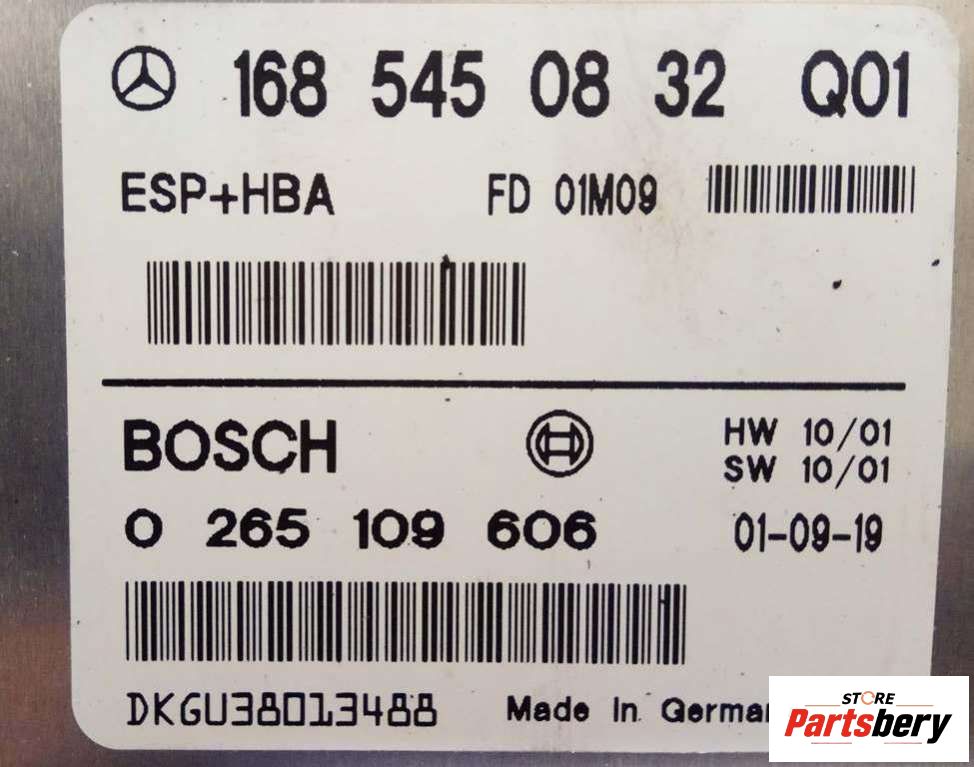 168 545 08 32 Q01
ESP+HBA FD 01M09
BOSCH HW 10/01
SW 10/01
0 265 109 606 01-09-19
DKGU38013488 Made in
STORE
Partsbery